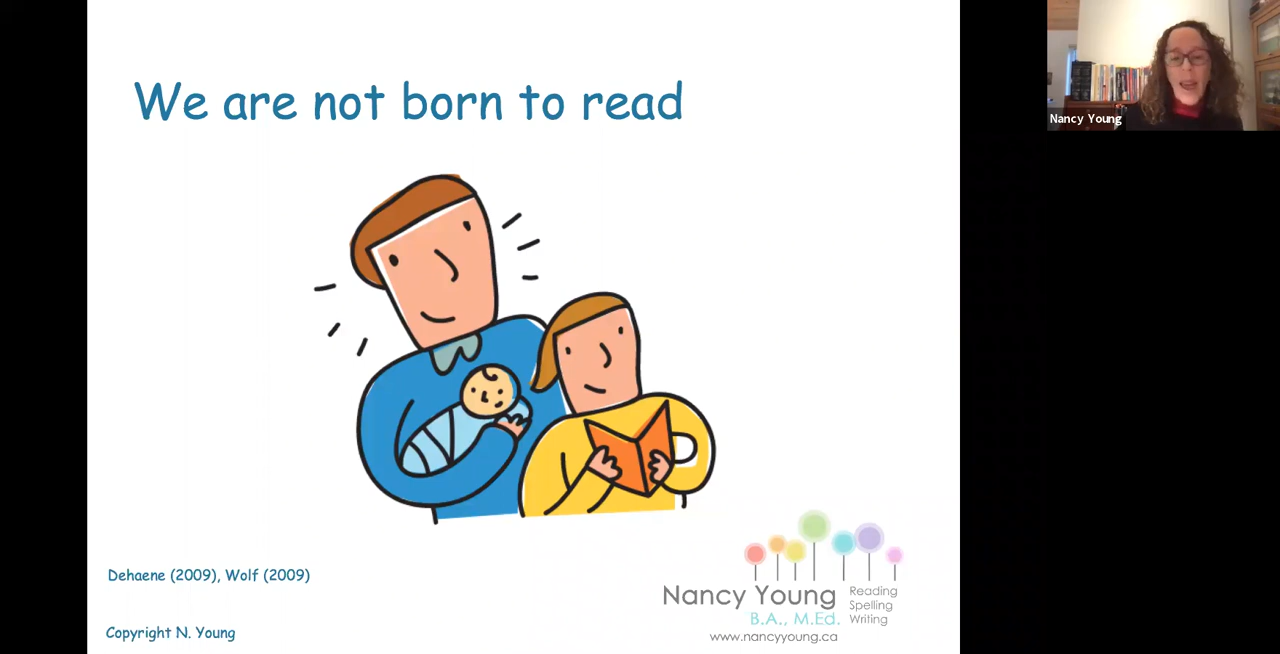 We are not born to read
Nancy Young
Dehaene (2009), Wolf (2009)
Nancy Young
B.A., M.Ed.
Reading
Spelling
Writing
www.nancyyoung.ca
Copyright N. Young